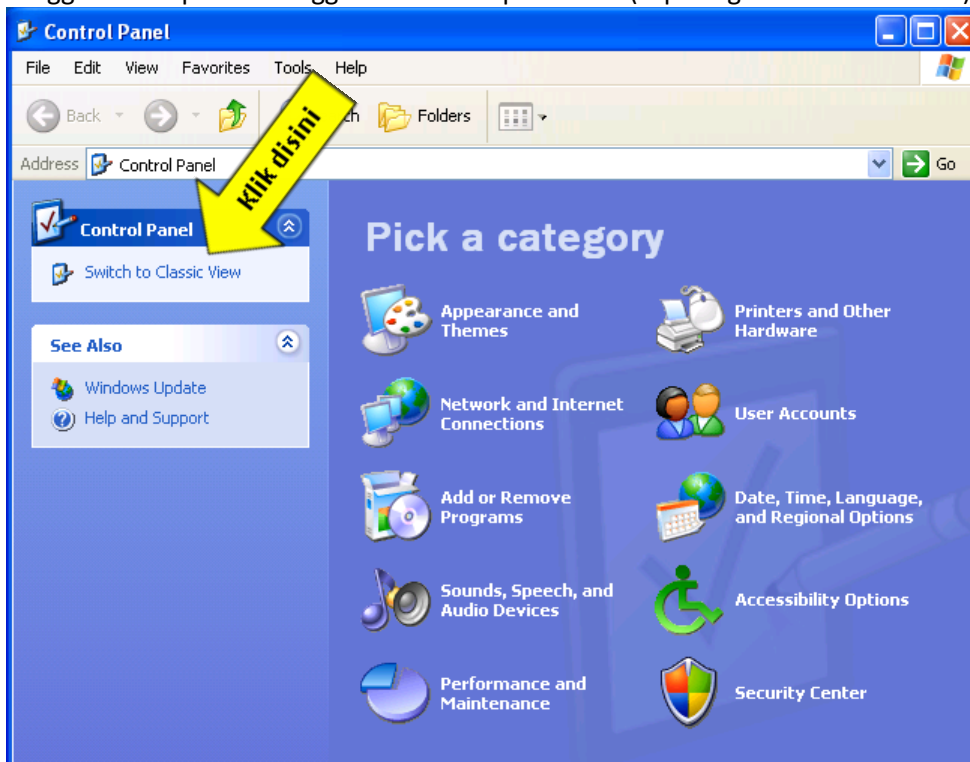 Control Panel
File Edit View Favorites Tools Help
Back Folders
Klik disini
Address Control Panel Go
Control Panel
Switch to Classic View
See Also
Windows Update
Help and Support
Pick a category
Appearance and
Themes
Printers and Other
Hardware
Network and Internet
Connections
User Accounts
Add or Remove
Programs
Date, Time, Language,
and Regional Options
Sounds, Speech, and
Audio Devices
Accessibility Options
Performance and
Maintenance
Security Center